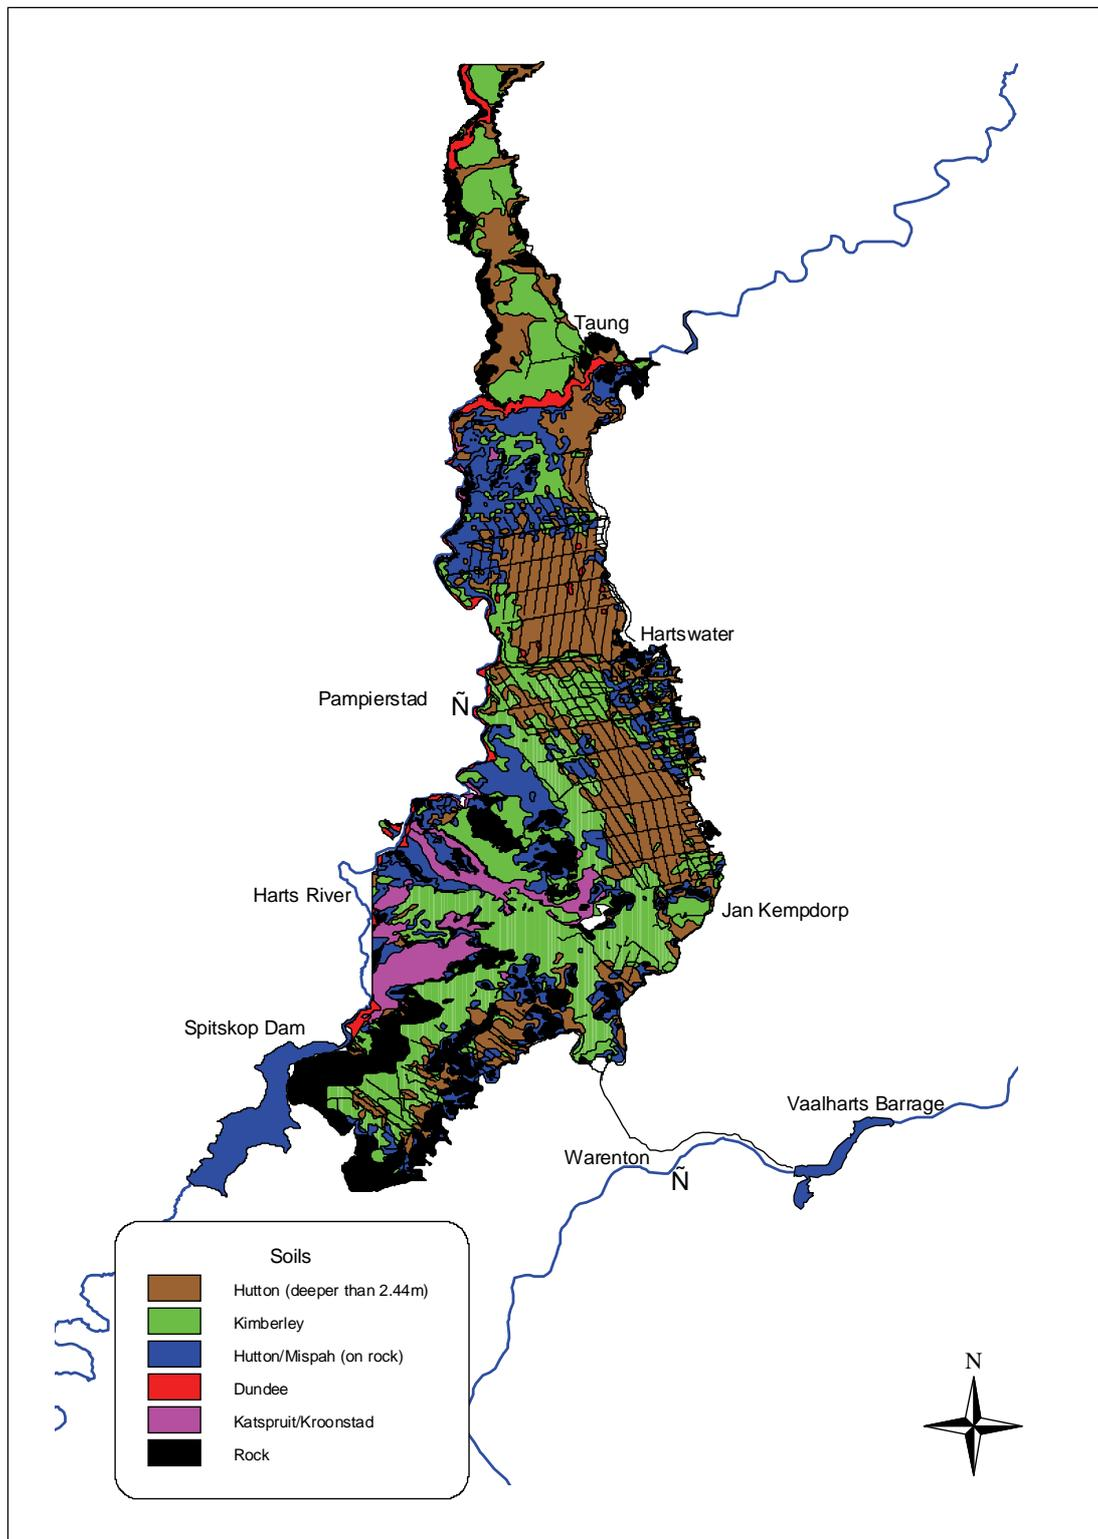 Taung
Hartswater
Pampierstad
Ñ
Harts River
Jan Kempdorp
Spitskop Dam
Vaalharts Barrage
Warenton
Ñ
Soils
Hutton (deeper than 2.44m)
Kimberley
Hutton/Mispah (on rock)
Dundee
Katspruit/Kroonstad
Rock
N